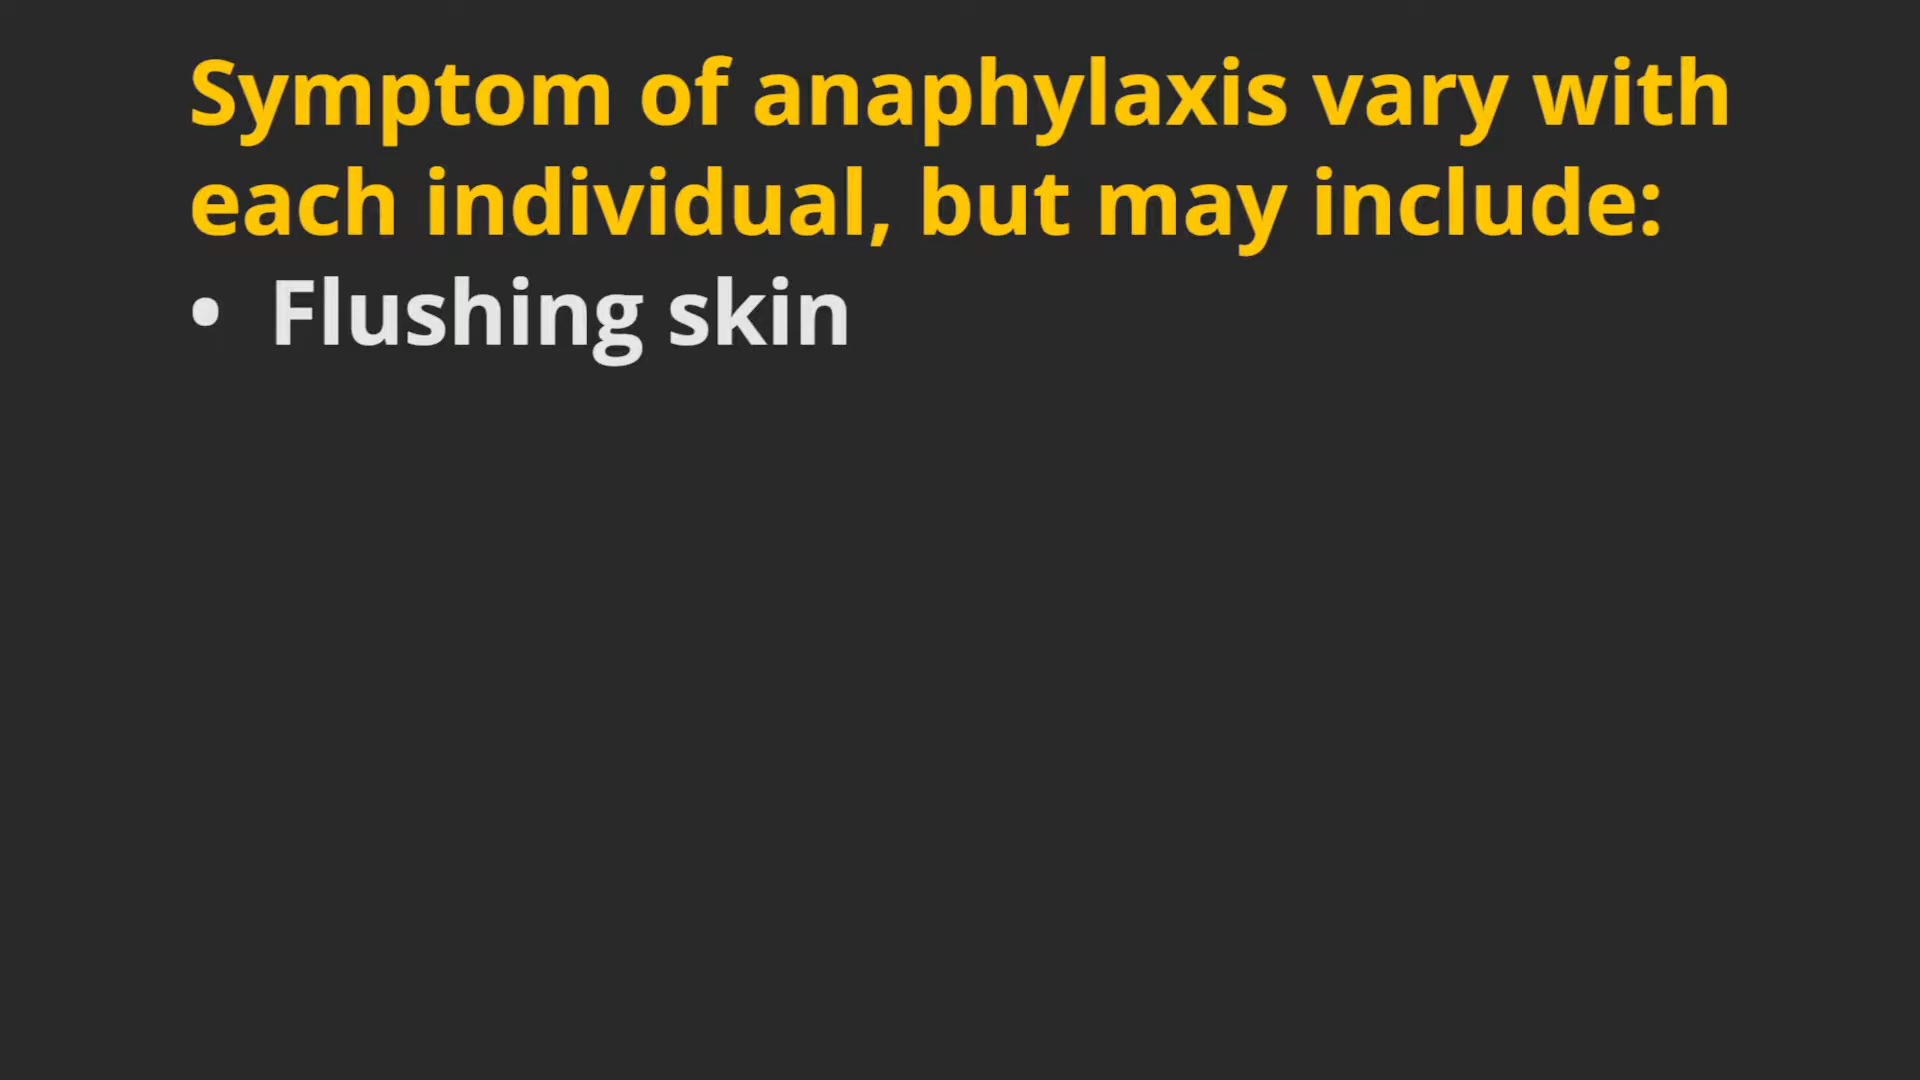 Symptom of anaphylaxis vary with
each individual, but may include:
• Flushing skin